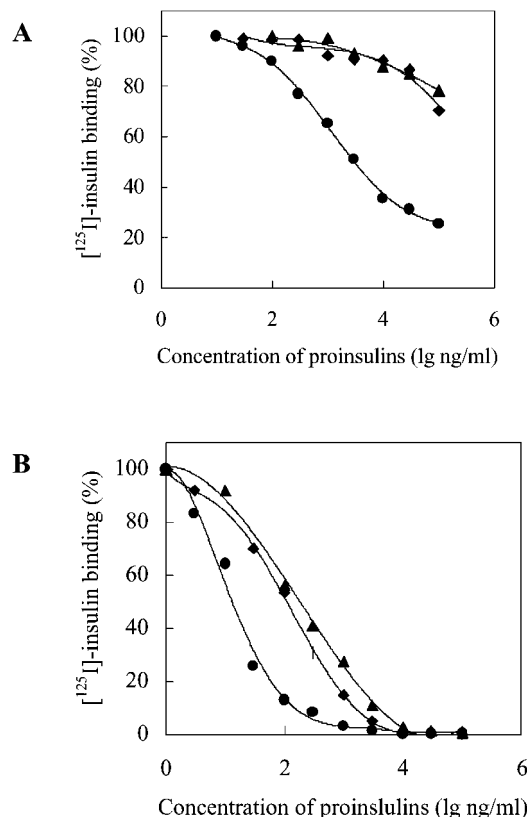 A
[125I]-insulin binding (%)
100
80
60
40
20
0
0 2 4 6
Concentration of proinsulins (lg ng/ml)
B
[125I]-insulin binding (%)
100
80
60
40
20
0
0 2 4 6
Concentration of proinslulins (lg ng/ml)